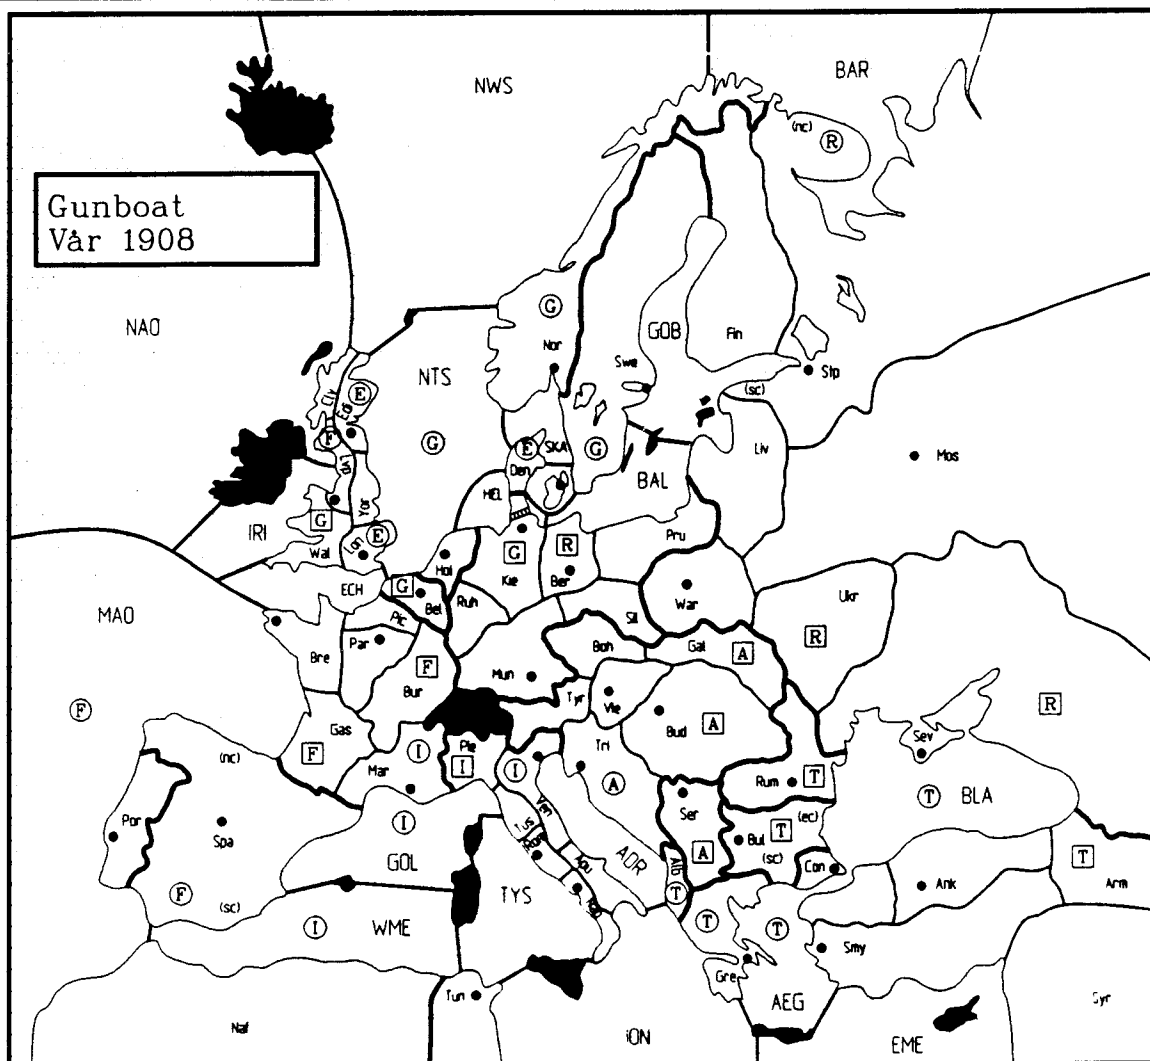 BAR
NWS
(nc)
R
Gunboat
Vår 1908
G
NAO
GOB
Fin
Nor
NTS
Swe
Stp
(sc)
Cly
E
Edi
F
G
E
SKA
G
Liv
Mos
Den
BAL
Lvp
HEL
Yor
IRI
G
E
Pru
Wal
Lon
Hol
G
Kie
R
Ber
ECH
G
Bel
Ruh
War
Ukr
MAO
Pic
Sil
R
Par
Boh
Gal
A
Bre
F
Bur
Mun
Tyr
Vie
F
Bud
A
R
Gas
Pie
Tri
Sev
(nc)
F
Mar
I
I
I
A
Rum
T
T
BLA
Por
Spa
I
Tus
Ven
Ser
Bul
T
(ec)
GOL
Rom
ADR
(sc)
Con
T
Apu
Alb
A
Ank
Arm
F
(sc)
TYS
Nap
T
T
T
I
WME
Smy
Gre
Tun
AEG
Naf
ION
EME
Syr